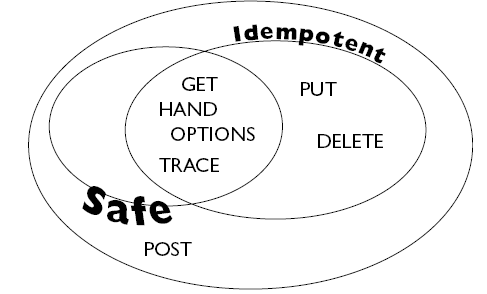 Idempotent
GET
PUT
HAND
OPTIONS
DELETE
TRACE
Safe
POST